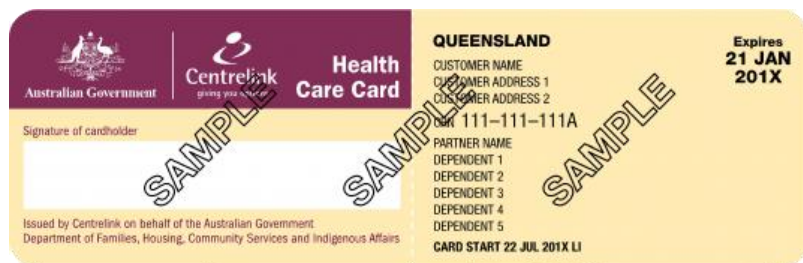 Australian Government
Centrelink
giving you options
Health
Care Card
Signature of cardholder
Issued by Centrelink on behalf of the Australian Government
Department of Families, Housing, Community Services and Indigenous Affairs
QUEENSLAND
CUSTOMER NAME
CUSTOMER ADDRESS 1
CUSTOMER ADDRESS 2
CRN 111–111–111A
PARTNER NAME
DEPENDENT 1
DEPENDENT 2
DEPENDENT 3
DEPENDENT 4
DEPENDENT 5
CARD START 22 JUL 201X LI
Expires
21 JAN
201X
SAMPLE
SAMPLE
SAMPLE